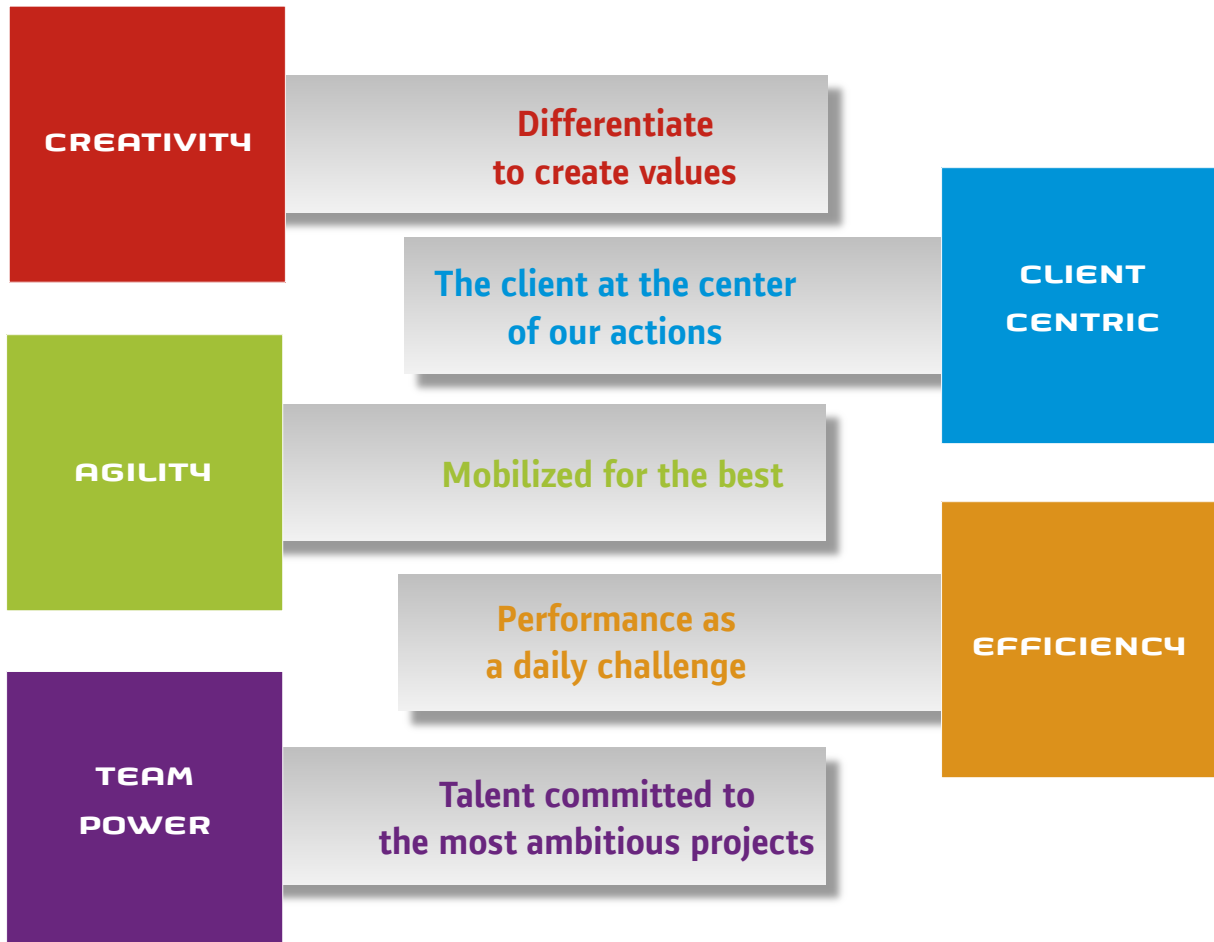 CREATIVITY
Differentiate
to create values
CLIENT
CENTRIC
The client at the center
of our actions
AGILITY
Mobilized for the best
EFFICIENCY
Performance as
a daily challenge
TEAM
POWER
Talent committed to
the most ambitious projects